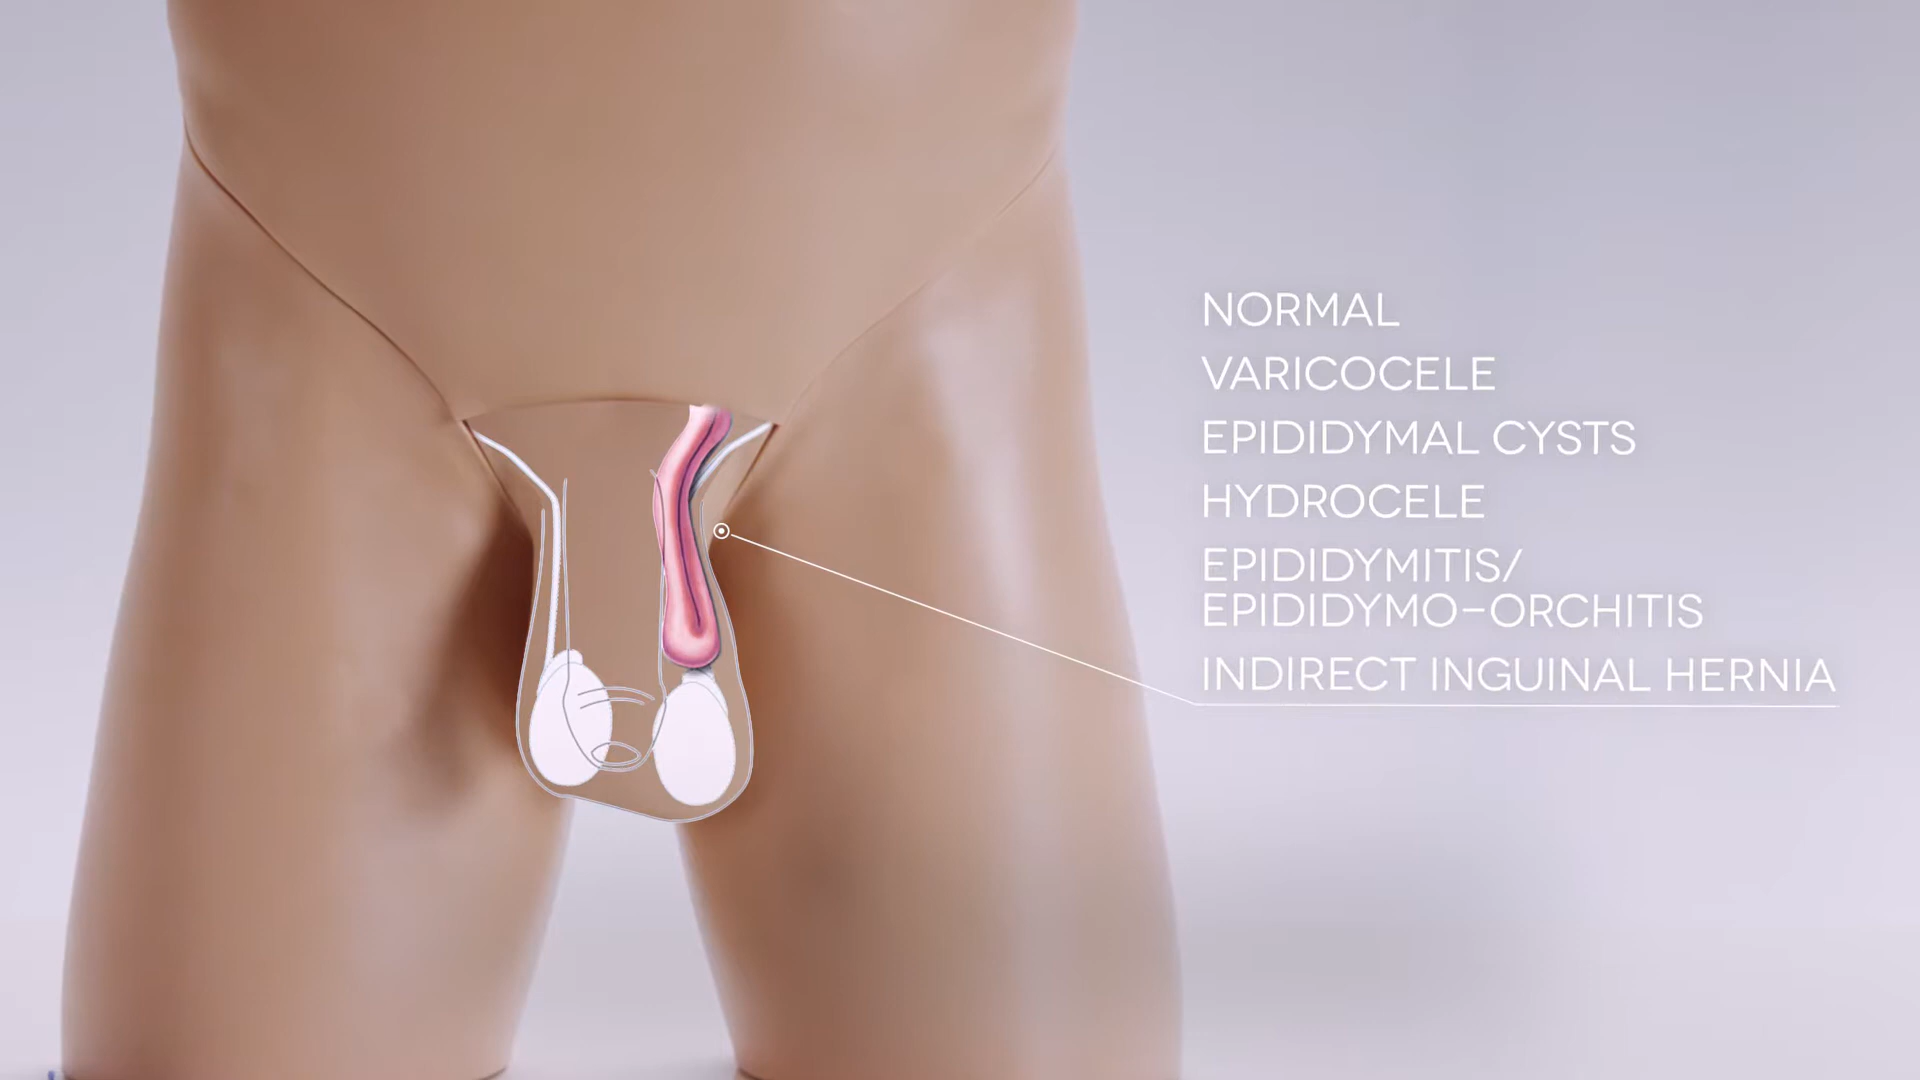 NORMAL
VARICOCELE
EPIDIDYMAL CYSTS
HYDROCELE
EPIDIDYMITIS/
EPIDIDYMO-ORCHITIS
INDIRECT INGUINAL HERNIA